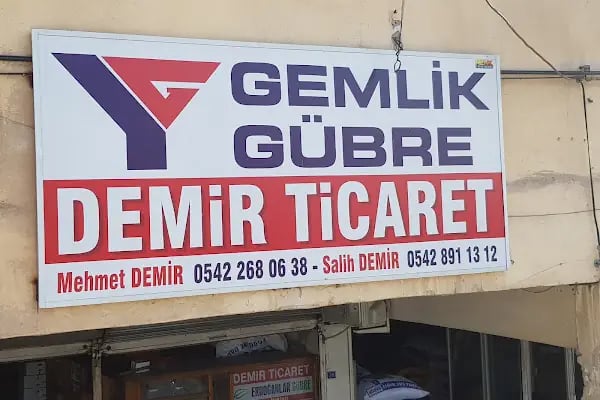 GEMLİK
GÜBRE
DEMİR TİCARET
Mehmet DEMİR 0542 268 06 38 - Salih DEMİR 0542 891 13 12
DEMİR TİCARET
ERDOĞANLAR GÜBRE